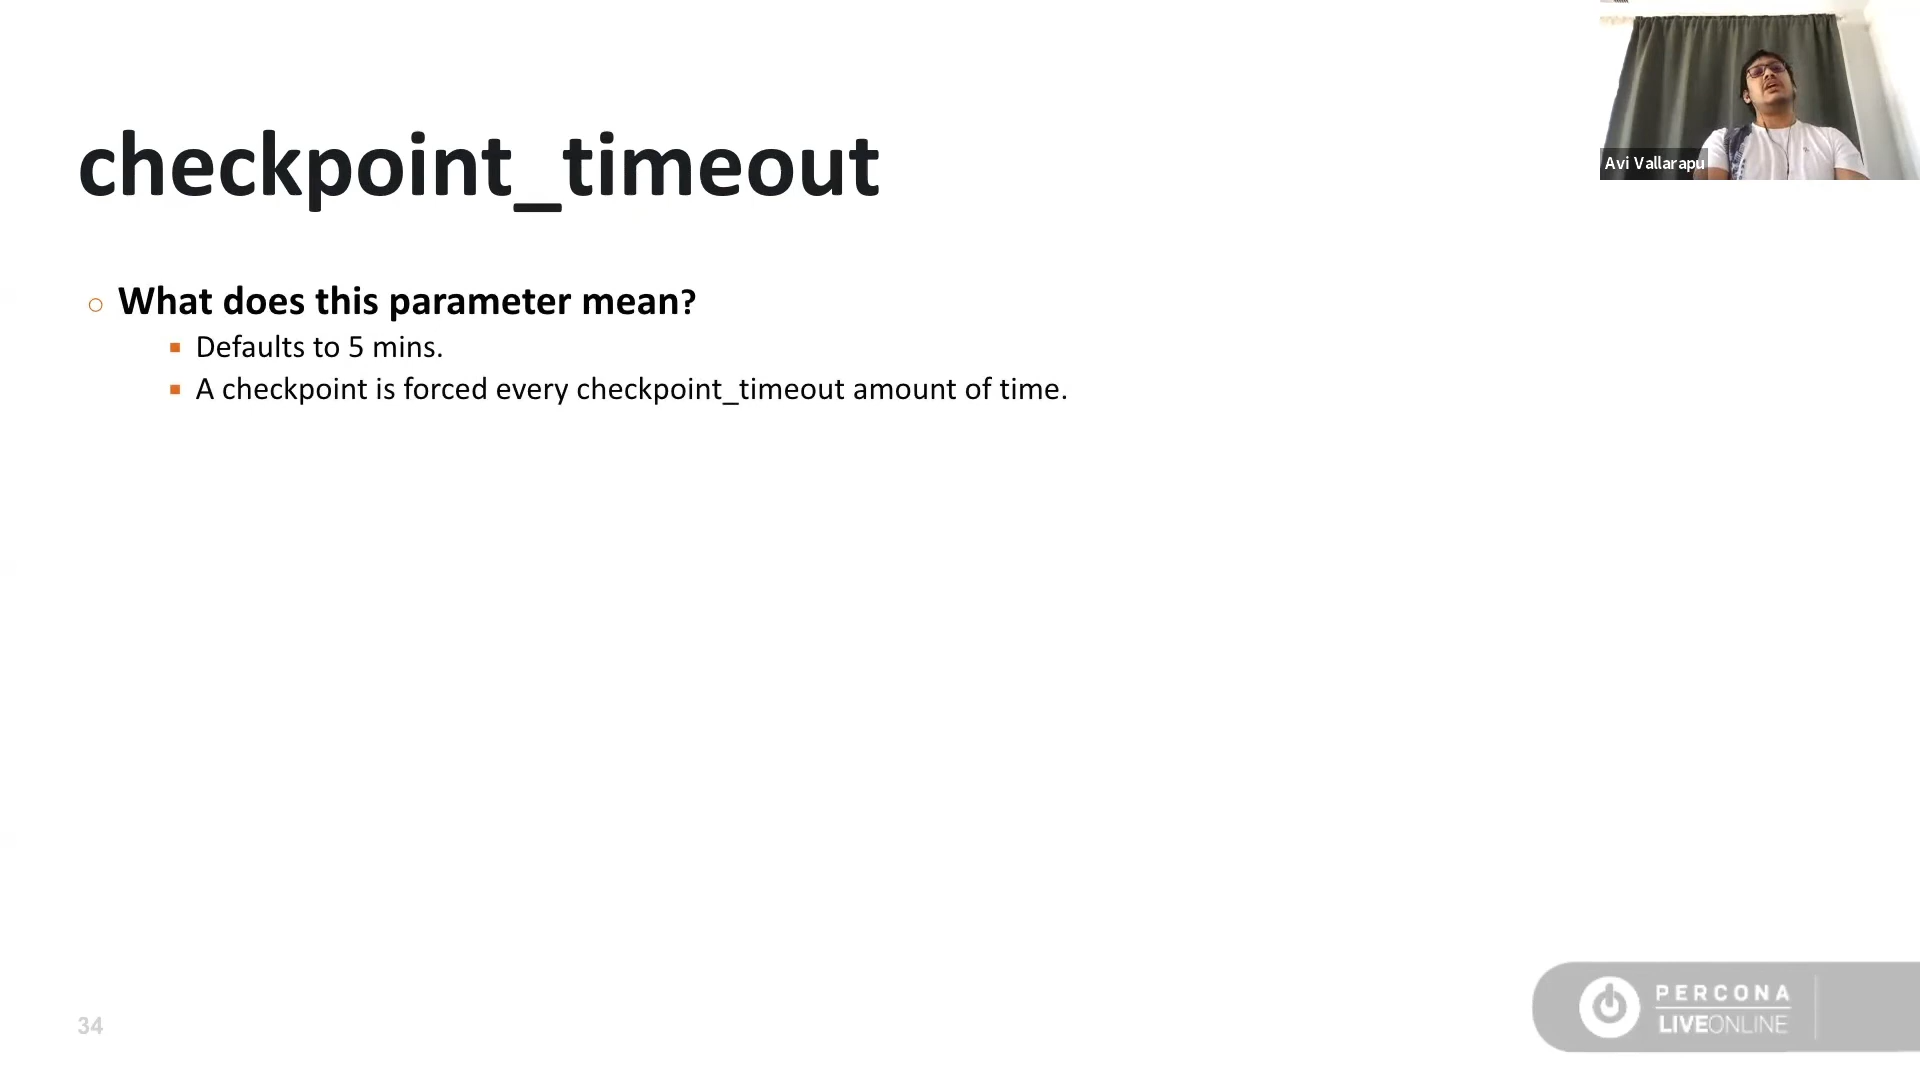 checkpoint_timeout
What does this parameter mean?
Defaults to 5 mins.
A checkpoint is forced every checkpoint_timeout amount of time.
Avi Vallarapu
34
PERCONA
LIVEONLINE